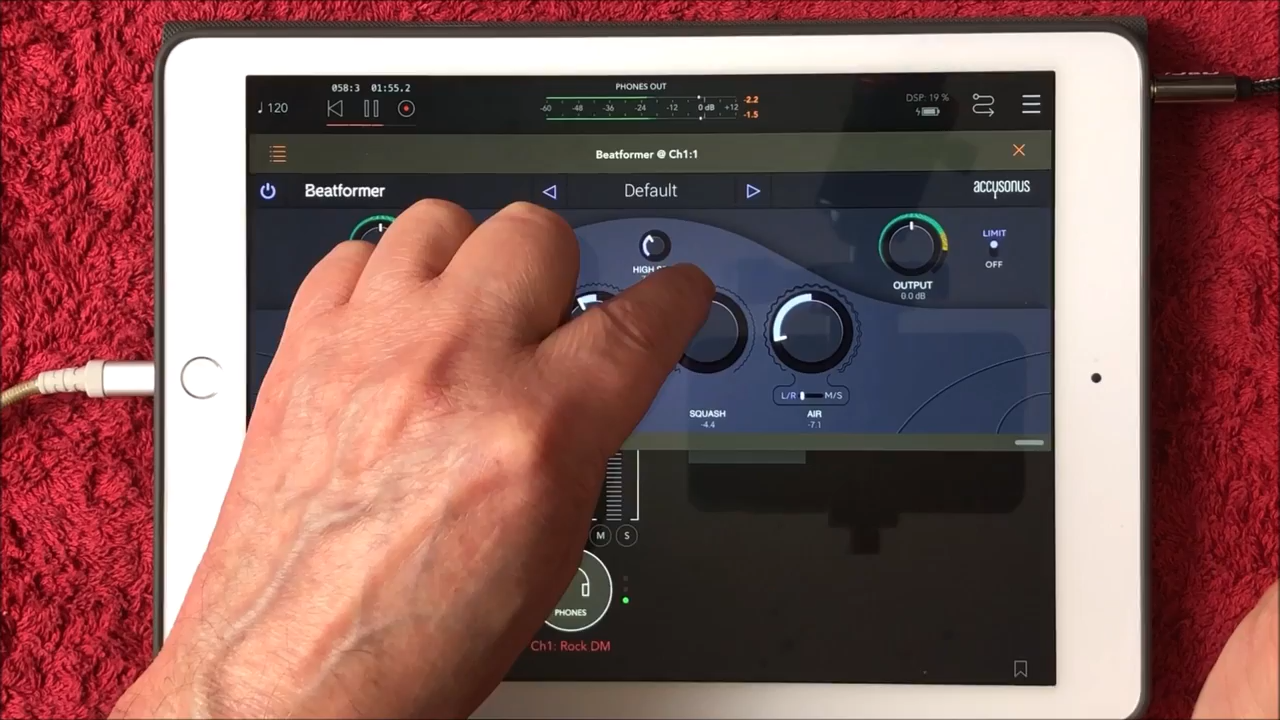 058:3 01:55.2
♩120
PHONES OUT
-60 -48 -36 -24 -12 0 dB +12
-2.2
-1.5
DSP: 19 %
Beatformer @ Ch1:1
Beatformer
Default
accusonus
LIMIT
OFF
HIGH
OUTPUT
0.0 dB
L/R M/S
SQUASH
-4.4
AIR
-7.1
M S
PHONES
Ch1: Rock DM